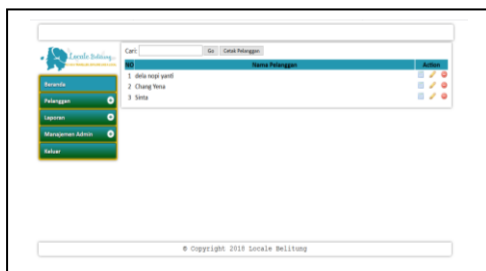 Locale Belitung...
Cari: Go Cetak Pelanggan
NO Nama Pelanggan Action
1 dela nopi yanti
2 Chang Yena
3 Sinta
Beranda
Pelanggan
Laporan
Manajemen Admin
Keluar
© Copyright 2018 Locale Belitung